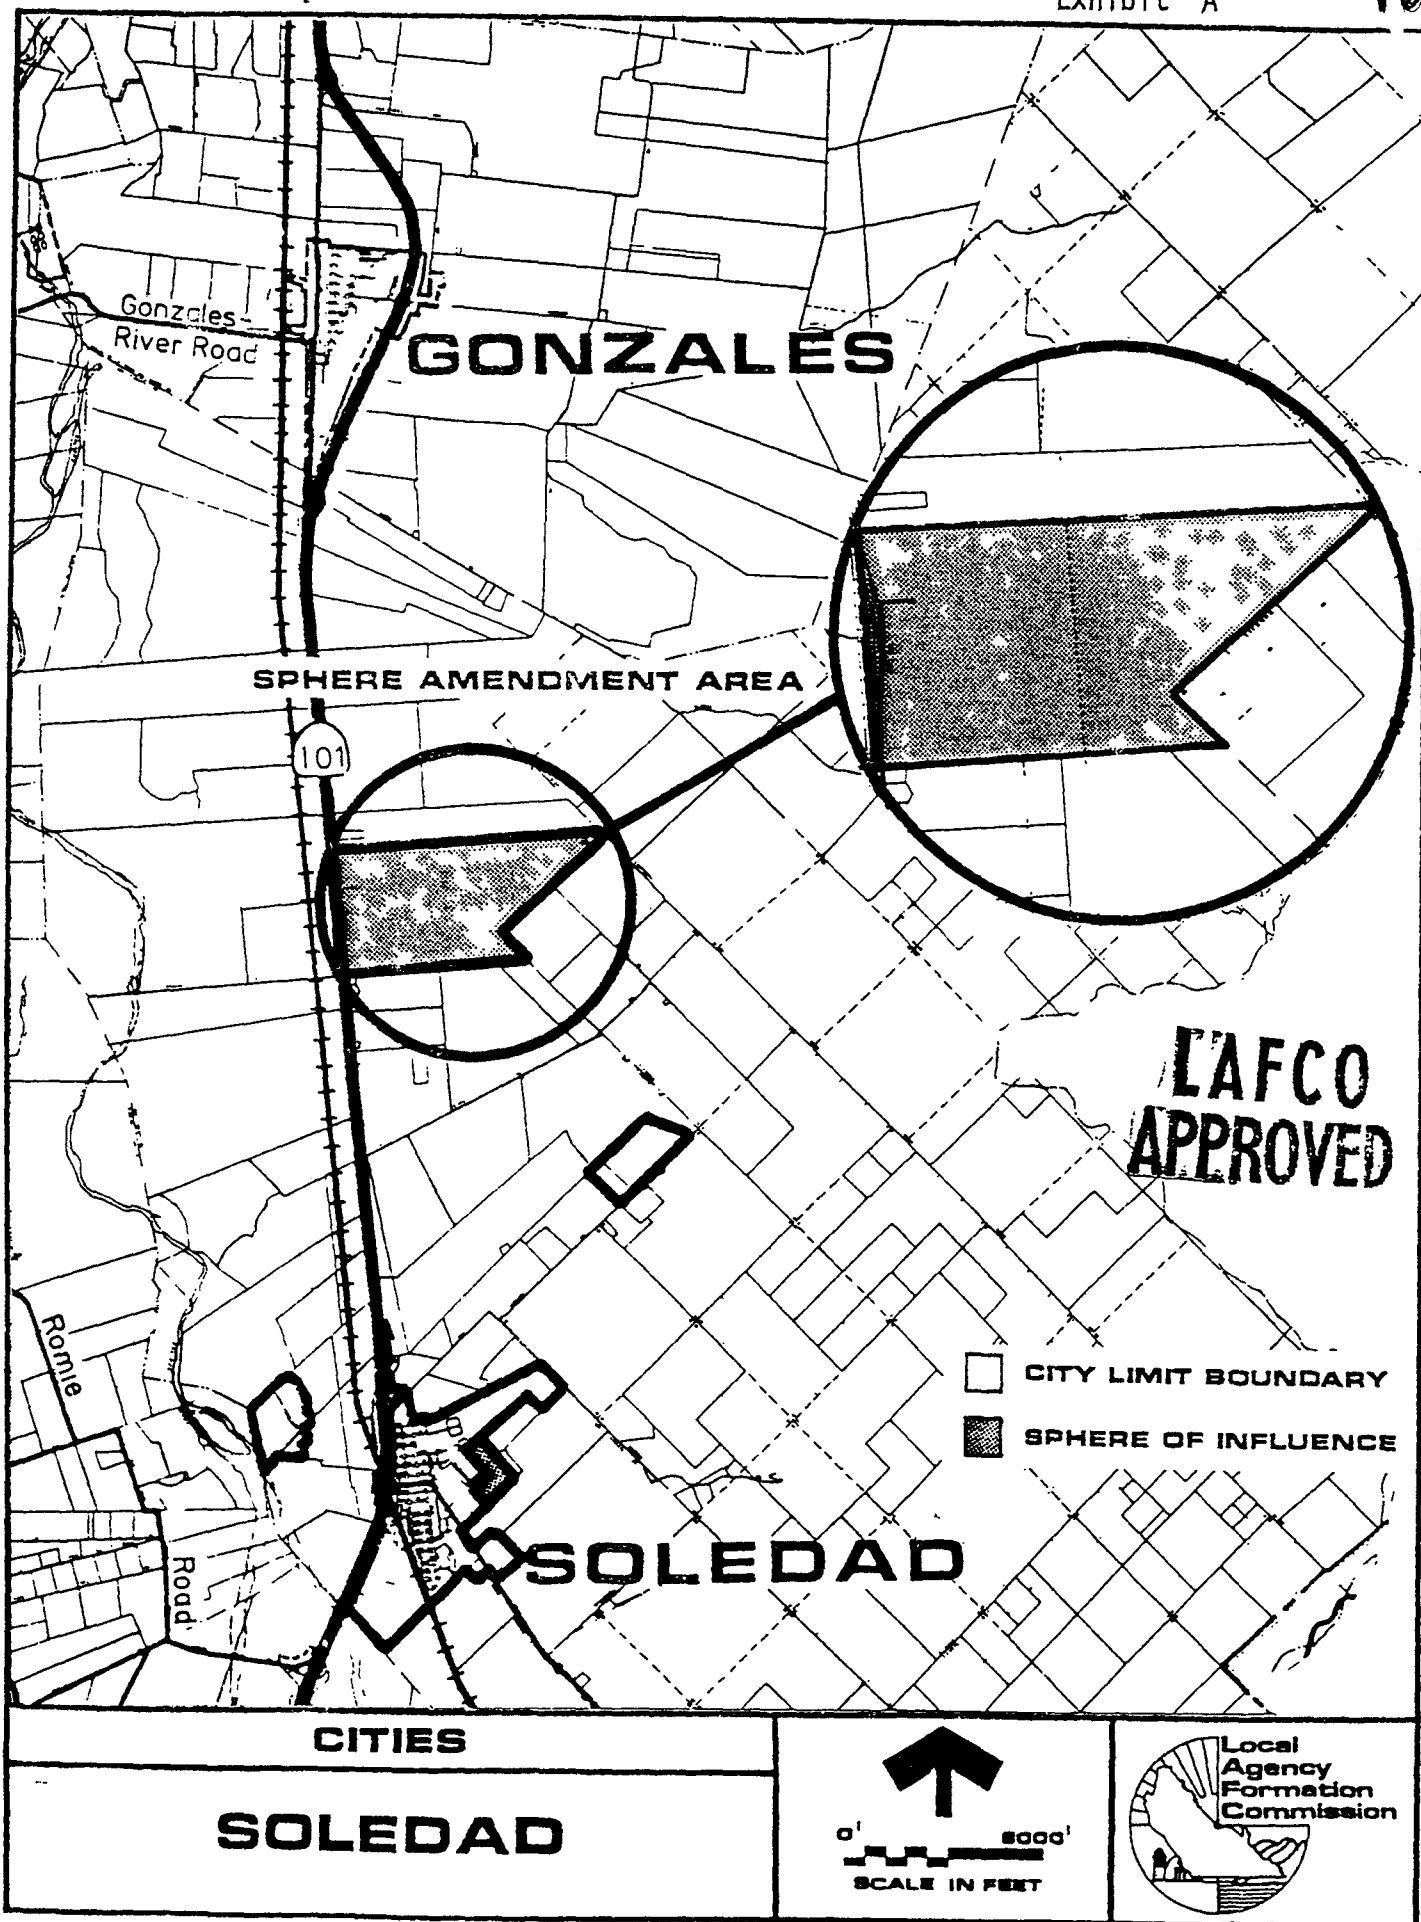 Exhibit A
Gonzales
River Road
GONZALES
SPHERE AMENDMENT AREA
101
LAFCO
APPROVED
Romie
Road
CITY LIMIT BOUNDARY
SPHERE OF INFLUENCE
SOLEDAD
CITIES
SOLEDAD
0'
SCALE IN FEET
Local
Agency
Formation
Commission